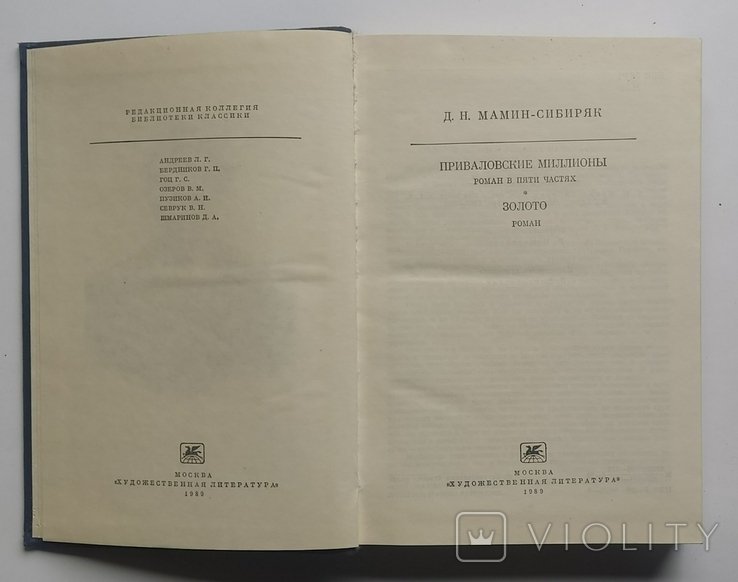 РЕДАКЦИОННАЯ КОЛЛЕГИЯ
БИБЛИОТЕКИ КЛАССИКИ
АНДРЕЕВ Л. Г.
БЕРДНИКОВ Г. П.
ГОЦ Г. С.
ОЗЕРОВ В. М.
ПУЗИКОВ А. И.
СЕВРУК В. Н.
ШМАРИНОВ Д. А.
МОСКВА
«ХУДОЖЕСТВЕННАЯ ЛИТЕРАТУРА»
1989
Д. Н. МАМИН-СИБИРЯК
ПРИВАЛОВСКИЕ МИЛЛИОНЫ
РОМАН В ПЯТИ ЧАСТЯХ
*
ЗОЛОТО
РОМАН
МОСКВА
«ХУДОЖЕСТВЕННАЯ ЛИТЕРАТУРА»
1989
VIOLITY